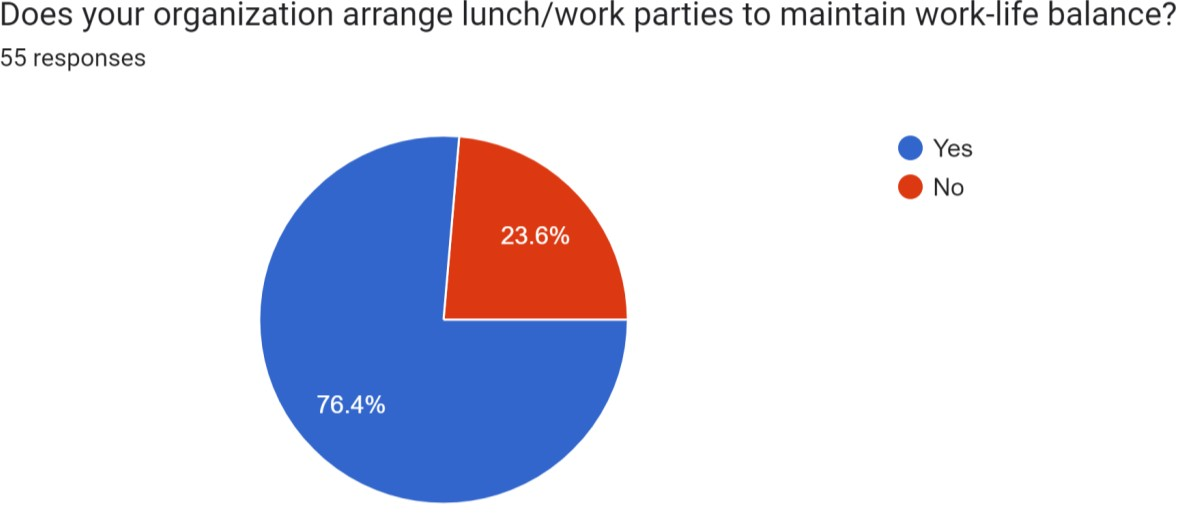 Does your organization arrange lunch/work parties to maintain work-life balance?
55 responses
Yes
No
23.6%
76.4%